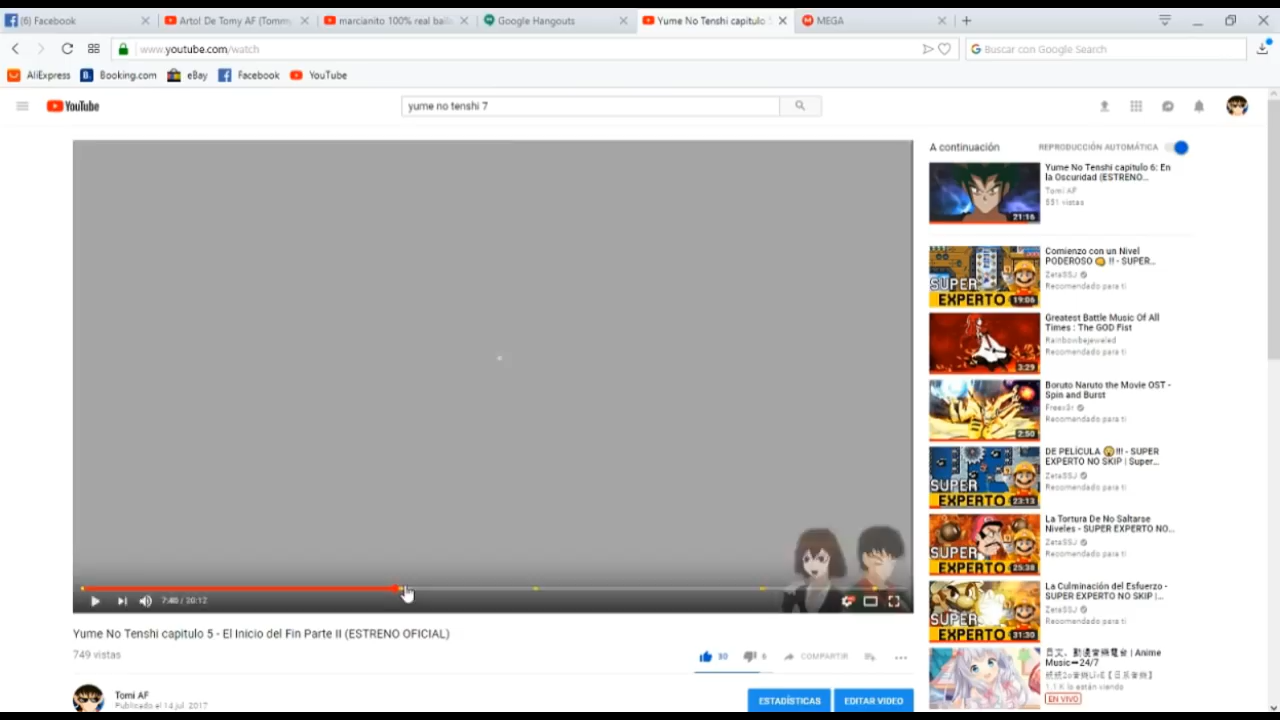 (6) Facebook
Artol De Tomy AF (Tommy
marcianito 100% real baila
Google Hangouts
Yume No Tenshi capitulo 5
MEGA
www.youtube.com/watch
Buscar con Google Search
AliExpress
Booking.com
eBay
Facebook
YouTube
YouTube
yume no tenshi 7
A continuación
REPRODUCCIÓN AUTOMÁTICA
Yume No Tenshi capitulo 6: En
la Oscuridad (ESTRENO...
Tomi AF
551 vistas
21:16
Comienzo con un Nivel
PODEROSO !! - SUPER...
ZetaSSJ
Recomendado para ti
SUPER
EXPERTO
19:06
Greatest Battle Music Of All
Times : The GOD Fist
Rainbowbejeweled
Recomendado para ti
3:29
Boruto Naruto the Movie OST -
Spin and Burst
Recomendado para ti
2:50
DE PELÍCULA !!! - SUPER
EXPERTO NO SKIP | Super...
ZetaSSJ
Recomendado para ti
SUPER
EXPERTO
23:13
La Tortura De No Saltarse
Niveles - SUPER EXPERTO NO...
ZetaSSJ
Recomendado para ti
SUPER
EXPERTO
25:38
La Culminación del Esfuerzo -
SUPER EXPERTO NO SKIP |...
ZetaSSJ
Recomendado para ti
SUPER
EXPERTO
31:30
Anime
Music➨24/7
1.1 K lo están viendo
EN VIVO
7:40 / 20:12
Yume No Tenshi capitulo 5 - El Inicio del Fin Parte II (ESTRENO OFICIAL)
749 vistas
30
6
COMPARTIR
Tomi AF
Publicado el 14 jul. 2017
ESTADÍSTICAS
EDITAR VIDEO